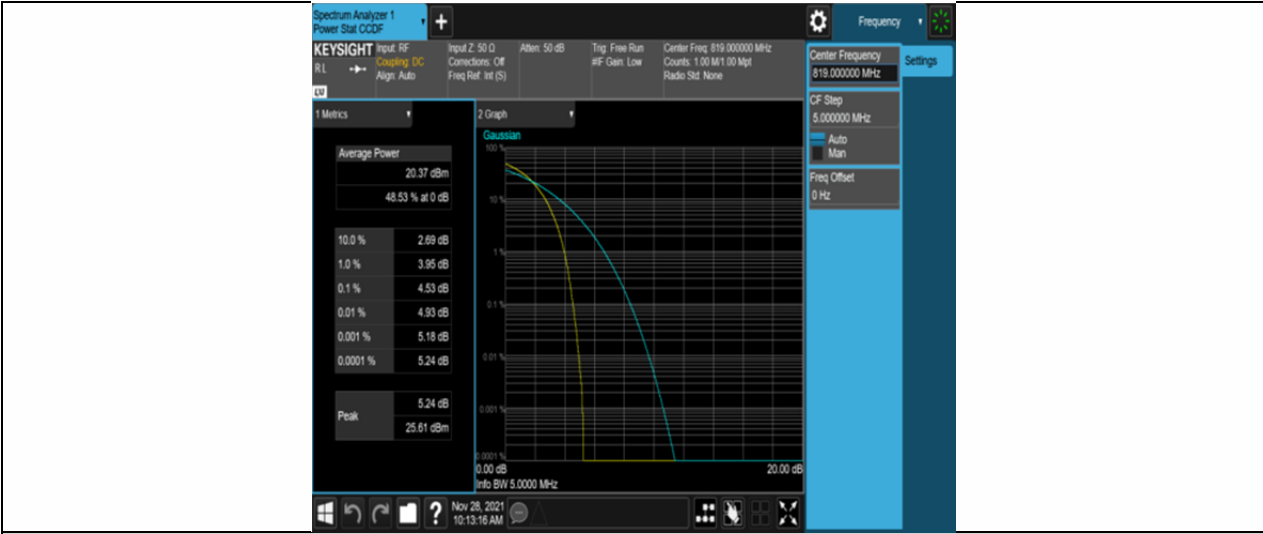 Spectrum Analyzer 1
Power Stat CCDF
Frequency
KEYSIGHT
RL
LV
Input: RF
Coupling: DC
Align: Auto
Input Z: 50 Ω
Corrections: Off
Freq Ref: Int (S)
Atten: 50 dB
Trig: Free Run
#IF Gain: Low
Center Freq: 819.000000 MHz
Counts: 1.00 M/1.00 Mpt
Radio Std: None
Center Frequency
819.000000 MHz
Settings
CF Step
5.000000 MHz
Auto
Man
Freq Offset
0 Hz
1 Metrics
Average Power
20.37 dBm
48.53 % at 0 dB
10.0 % 2.69 dB
1.0 % 3.95 dB
0.1 % 4.53 dB
0.01 % 4.93 dB
0.001 % 5.18 dB
0.0001 % 5.24 dB
Peak 5.24 dB
25.61 dBm
2 Graph
Gaussian
100 %
10 %
1 %
0.1 %
0.01 %
0.001 %
0.0001 %
0.00 dB 20.00 dB
Info BW 5.0000 MHz
?
Nov 28, 2021
10:13:16 AM